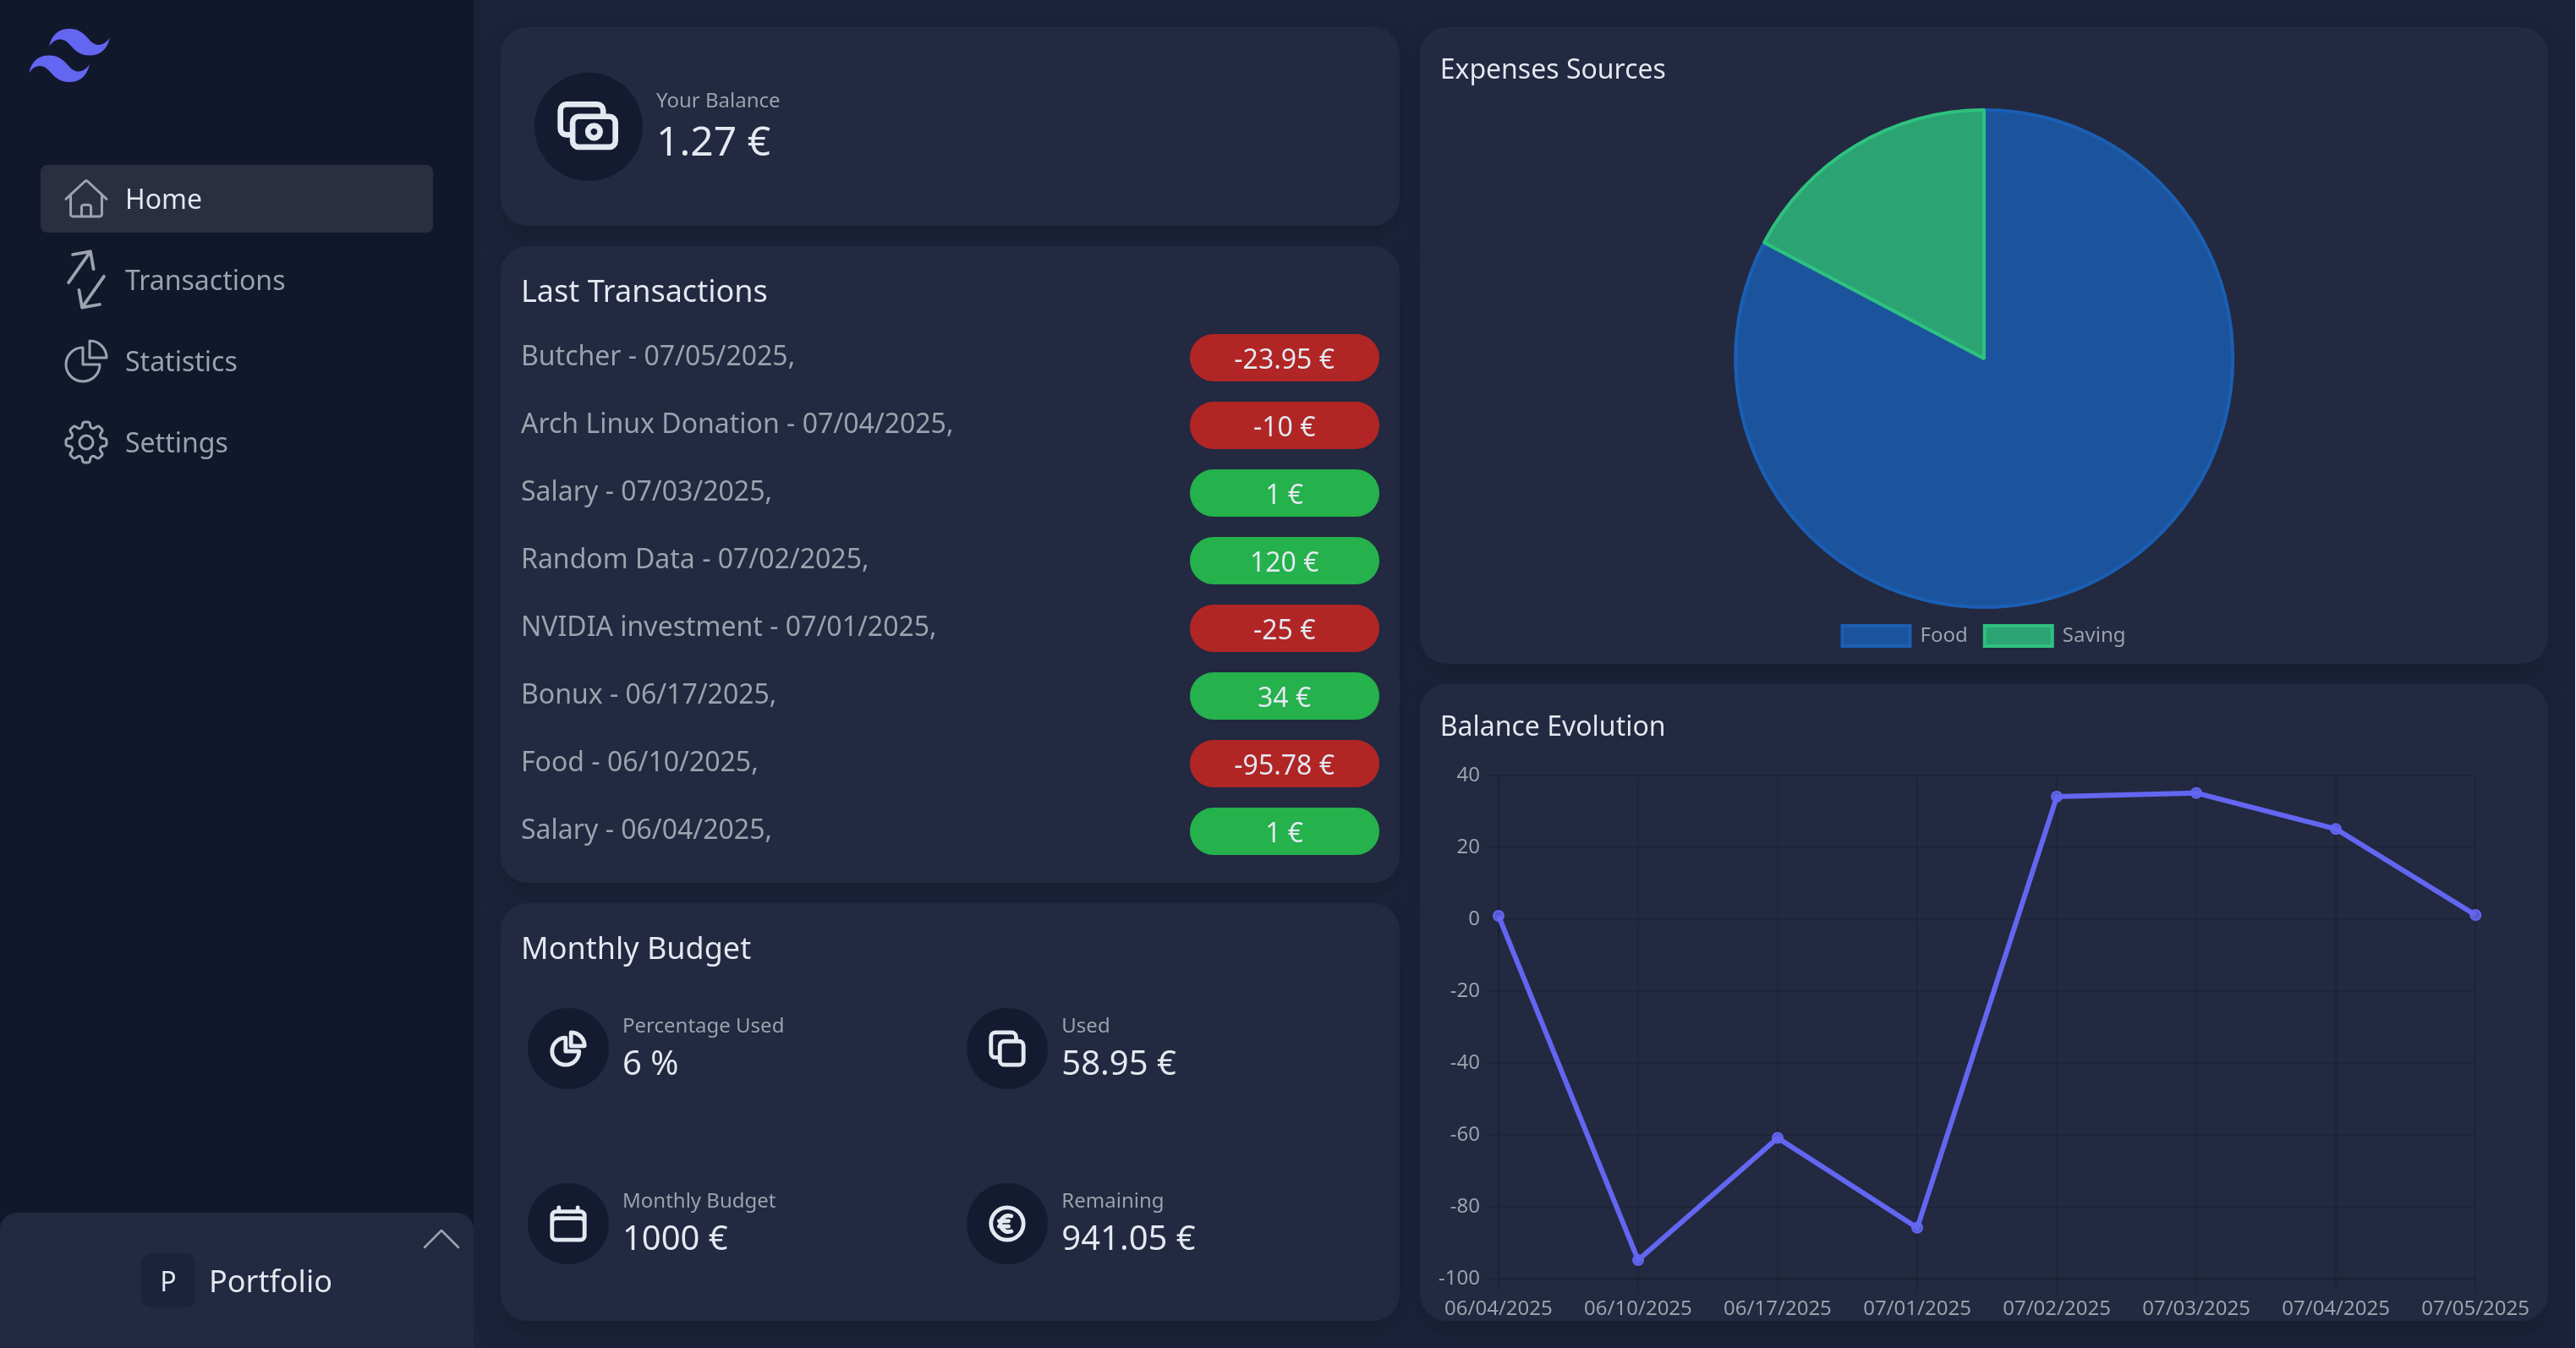 Home
Transactions
Statistics
Settings
P Portfolio
Your Balance
1.27 €
Last Transactions
Butcher - 07/05/2025, -23.95 €
Arch Linux Donation - 07/04/2025, -10 €
Salary - 07/03/2025, 1 €
Random Data - 07/02/2025, 120 €
NVIDIA investment - 07/01/2025, -25 €
Bonux - 06/17/2025, 34 €
Food - 06/10/2025, -95.78 €
Salary - 06/04/2025, 1 €
Monthly Budget
Percentage Used
6 %
Used
58.95 €
Monthly Budget
1000 €
Remaining
941.05 €
Expenses Sources
Food Saving
Balance Evolution
40
20
0
-20
-40
-60
-80
-100
06/04/2025 06/10/2025 06/17/2025 07/01/2025 07/02/2025 07/03/2025 07/04/2025 07/05/2025